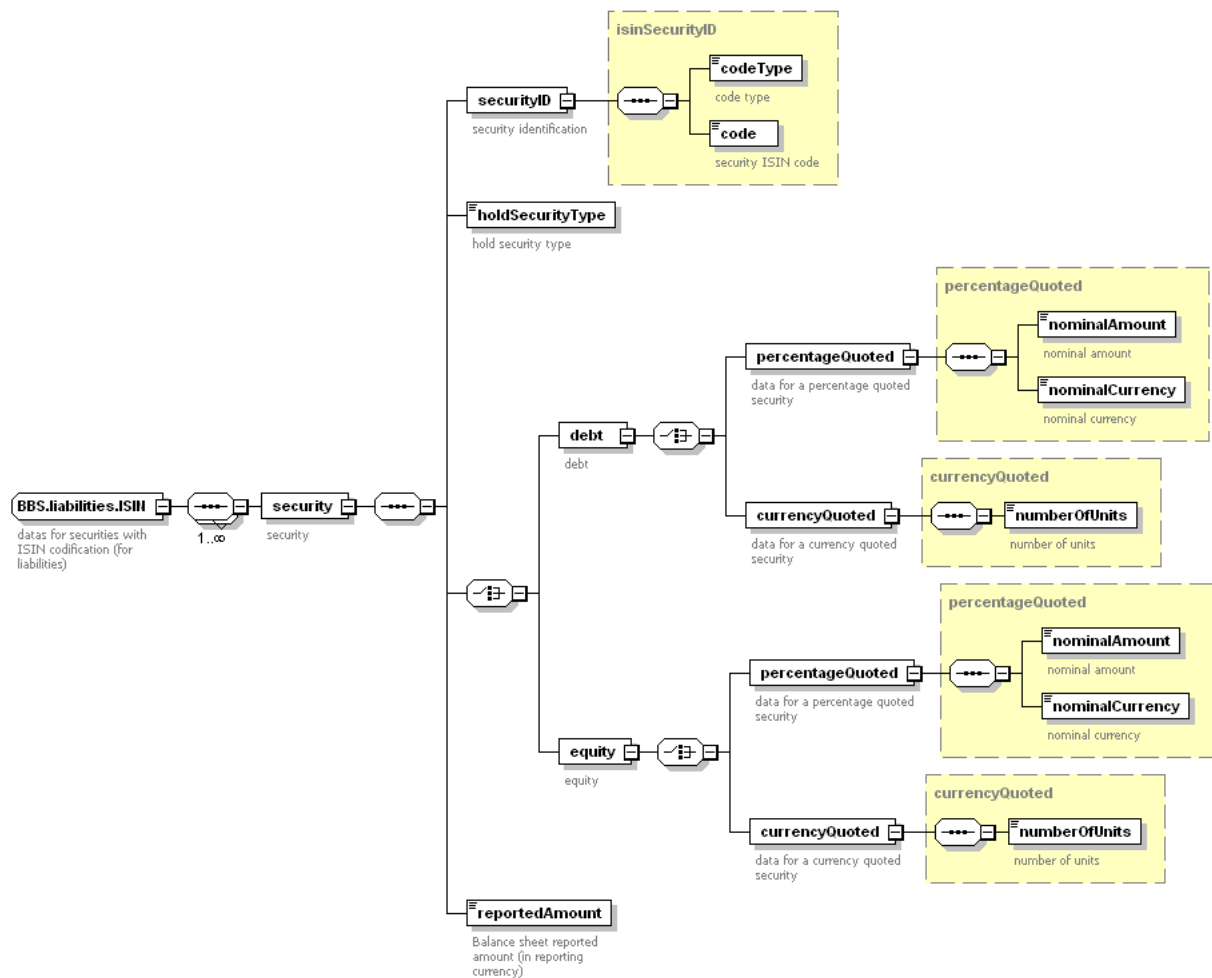 isinSecurityID
codeType
code type
securityID
security identification
code
security ISIN code
holdSecurityType
hold security type
percentageQuoted
nominalAmount
nominal amount
percentageQuoted
data for a percentage quoted
security
nominalCurrency
nominal currency
debt
debt
currencyQuoted
currencyQuoted
data for a currency quoted
security
numberOfUnits
number of units
BBS.liabilities.ISIN
datas for securities with
ISIN codification (for
liabilities)
1..∞
security
security
percentageQuoted
nominalAmount
nominal amount
percentageQuoted
data for a percentage quoted
security
nominalCurrency
nominal currency
equity
equity
currencyQuoted
currencyQuoted
data for a currency quoted
security
numberOfUnits
number of units
reportedAmount
Balance sheet reported
amount (in reporting
currency)